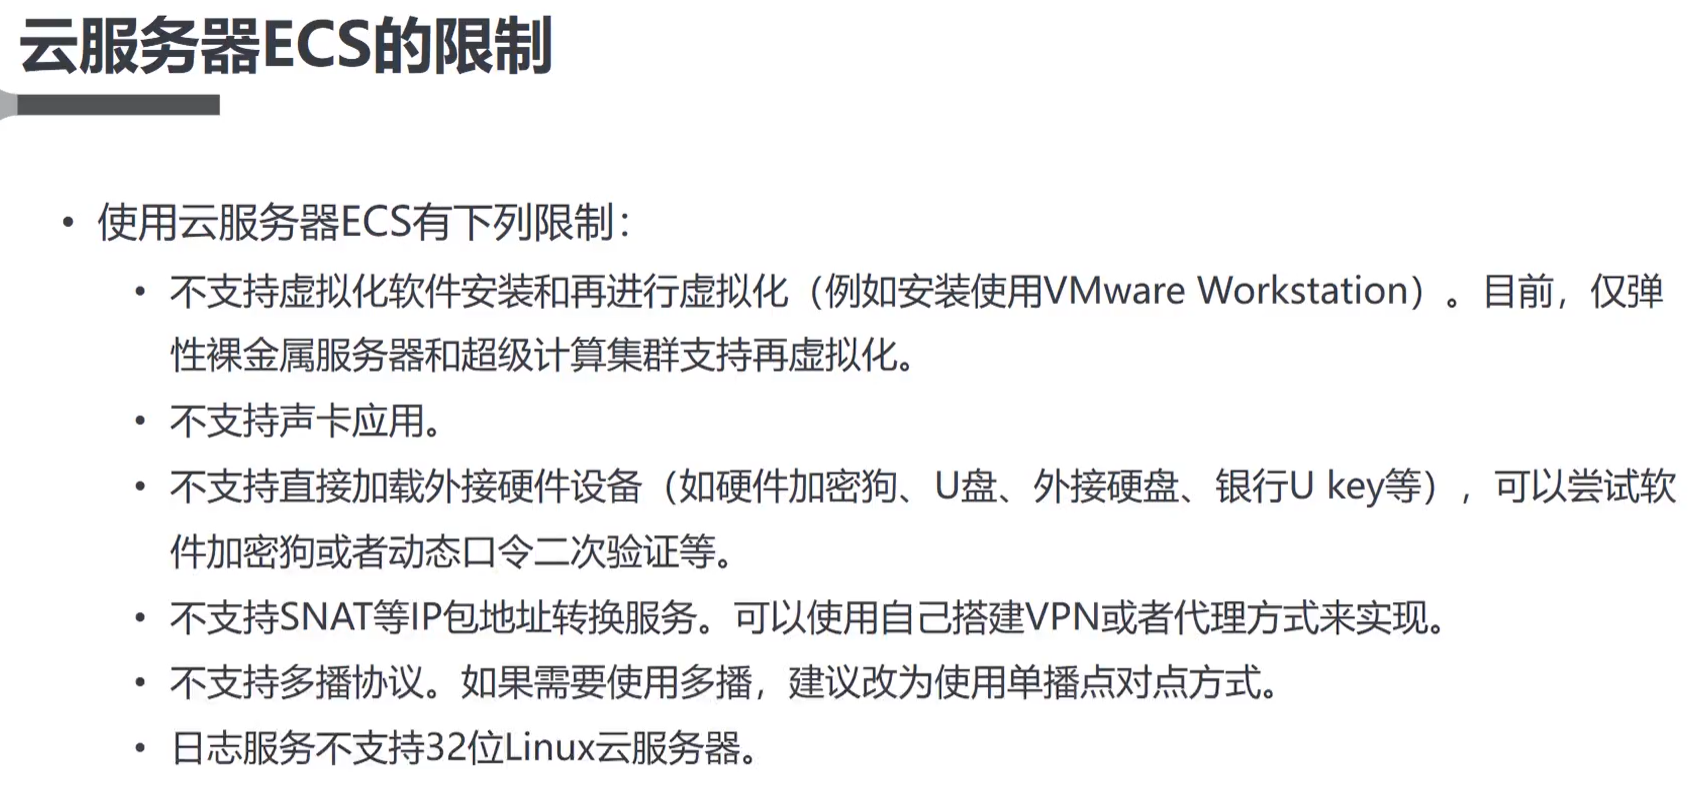 云服务器ECS的限制
• 使用云服务器ECS有下列限制：
• 不支持虚拟化软件安装和再进行虚拟化（例如安装使用VMware Workstation）。目前，仅弹
性裸金属服务器和超级计算集群支持再虚拟化。
• 不支持声卡应用。
• 不支持直接加载外接硬件设备（如硬件加密狗、U盘、外接硬盘、银行U key等），可以尝试软
件加密狗或者动态口令二次验证等。
• 不支持SNAT等IP包地址转换服务。可以使用自己搭建VPN或者代理方式来实现。
• 不支持多播协议。如果需要使用多播，建议改为使用单播点对点方式。
• 日志服务不支持32位Linux云服务器。